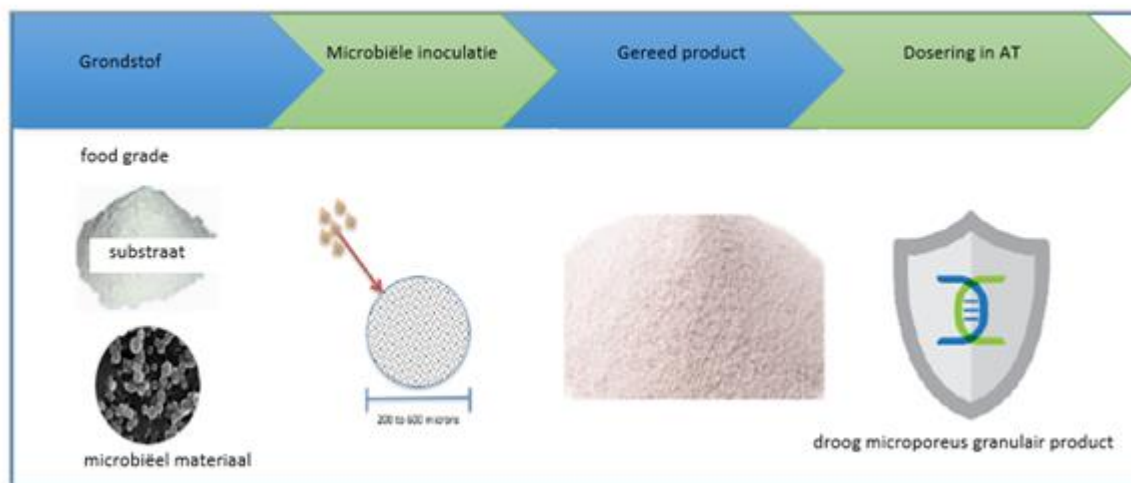 Grondstof
Microbiële inoculatie
Gereed product
Dosering in AT
food grade
substraat
microbiëel materiaal
200 to 600 microns
droog microporeus granulair product